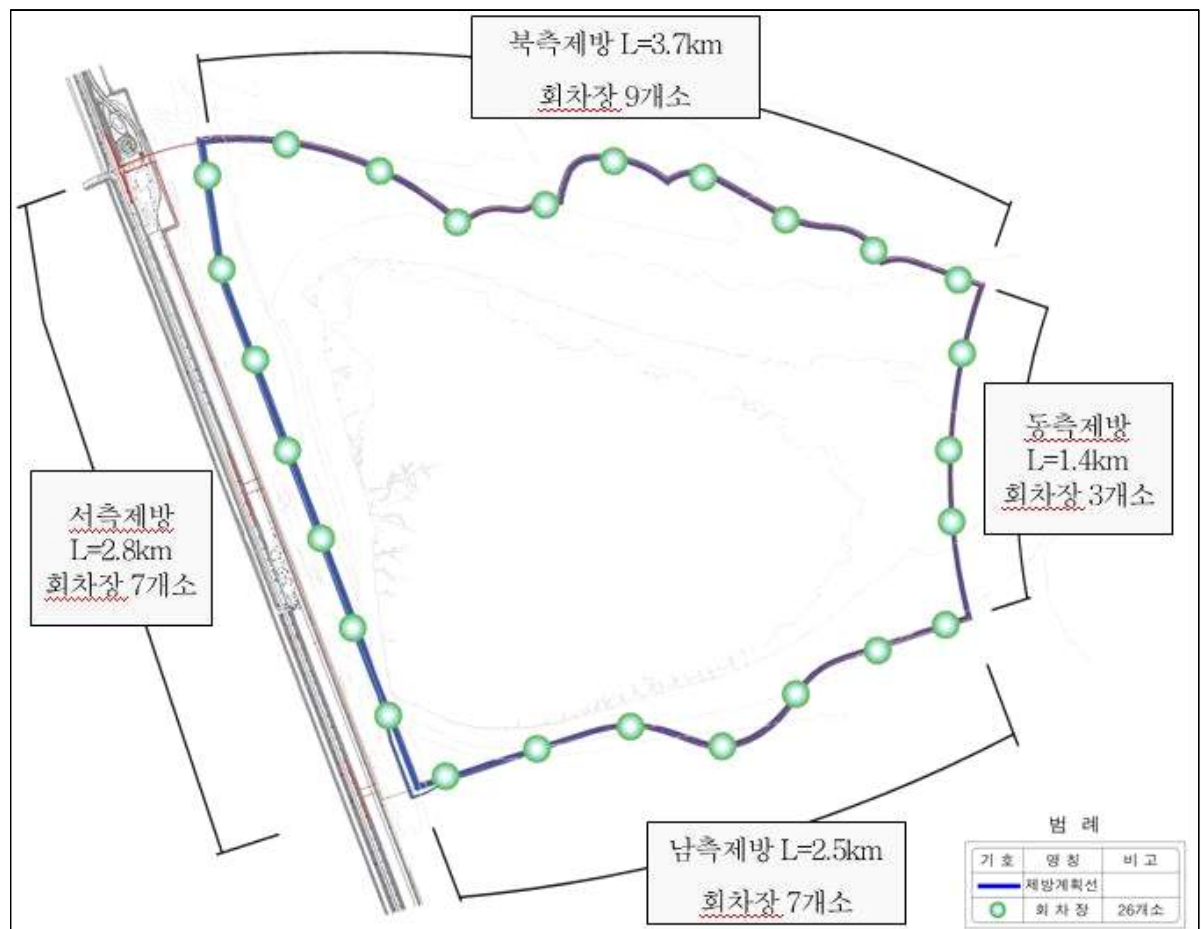 북측제방 L=3.7km
회차장 9개소
동측제방
L=1.4km
회차장 3개소
서측제방
L=2.8km
회차장 7개소
남측제방 L=2.5km
회차장 7개소
범 례
기 호 명 칭 비 고
제방계획선
회 차 장 26개소